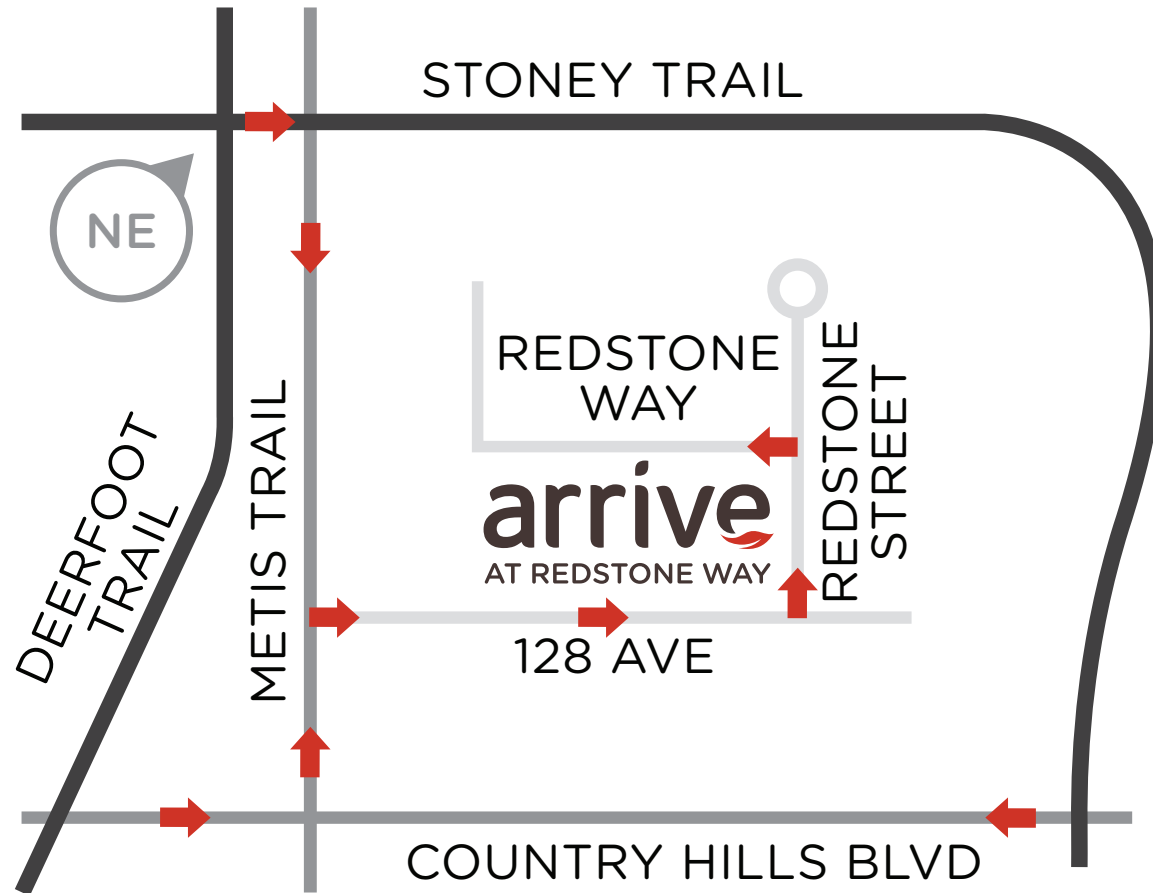 STONEY TRAIL
NE
REDSTONE
WAY
REDSTONE
STREET
METIS TRAIL
DEERFOOT
TRAIL
arrive
AT REDSTONE WAY
128 AVE
COUNTRY HILLS BLVD